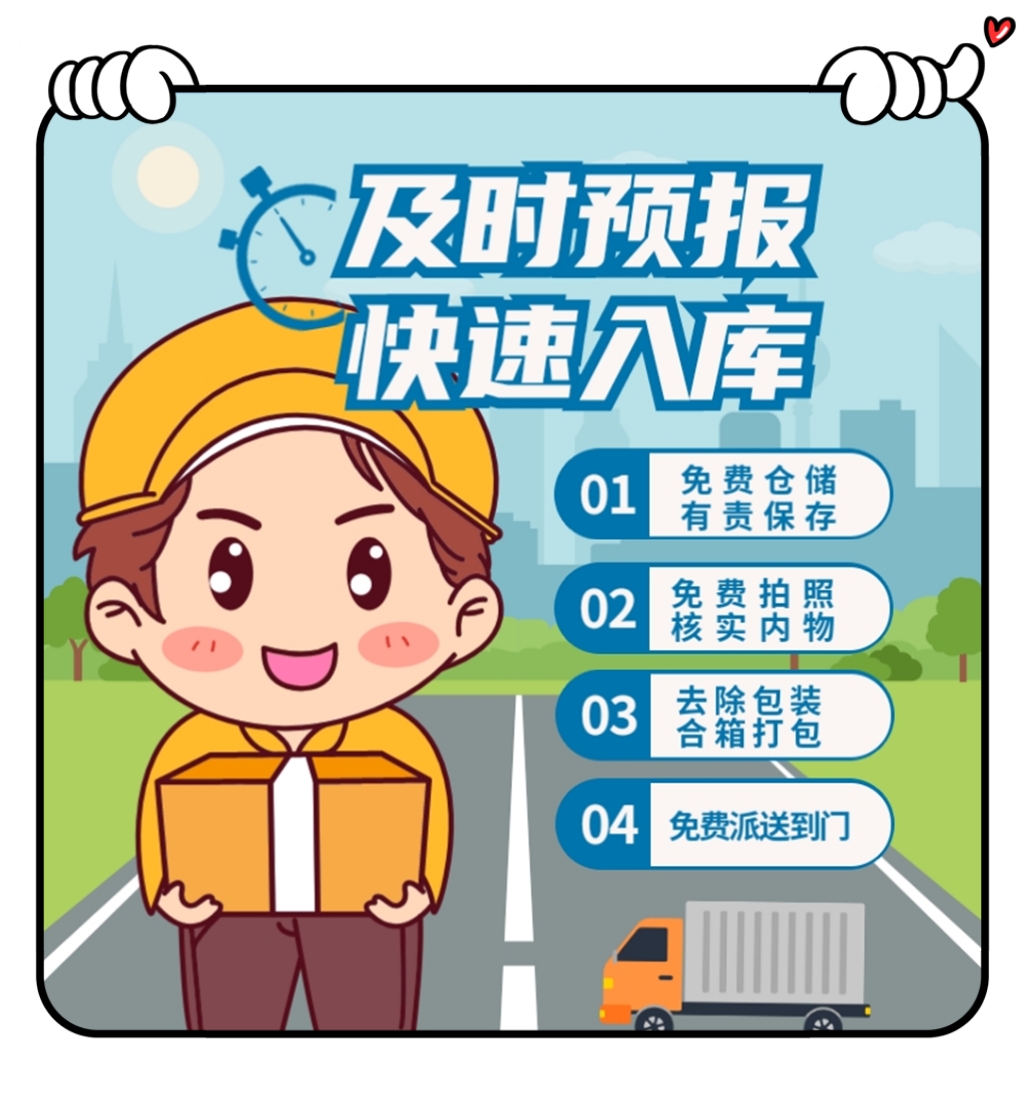 及时预报
快速入库
01
免费仓储
有责保存
02
免费拍照
核实内物
03
去除包装
合箱打包
04
免费派送到门